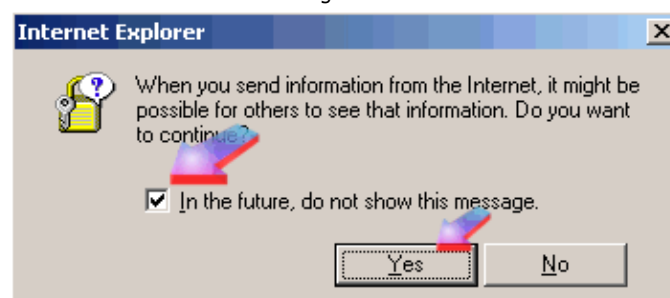 Internet Explorer
When you send information from the Internet, it might be
possible for others to see that information. Do you want
to continue?
In the future, do not show this message.
Yes
No